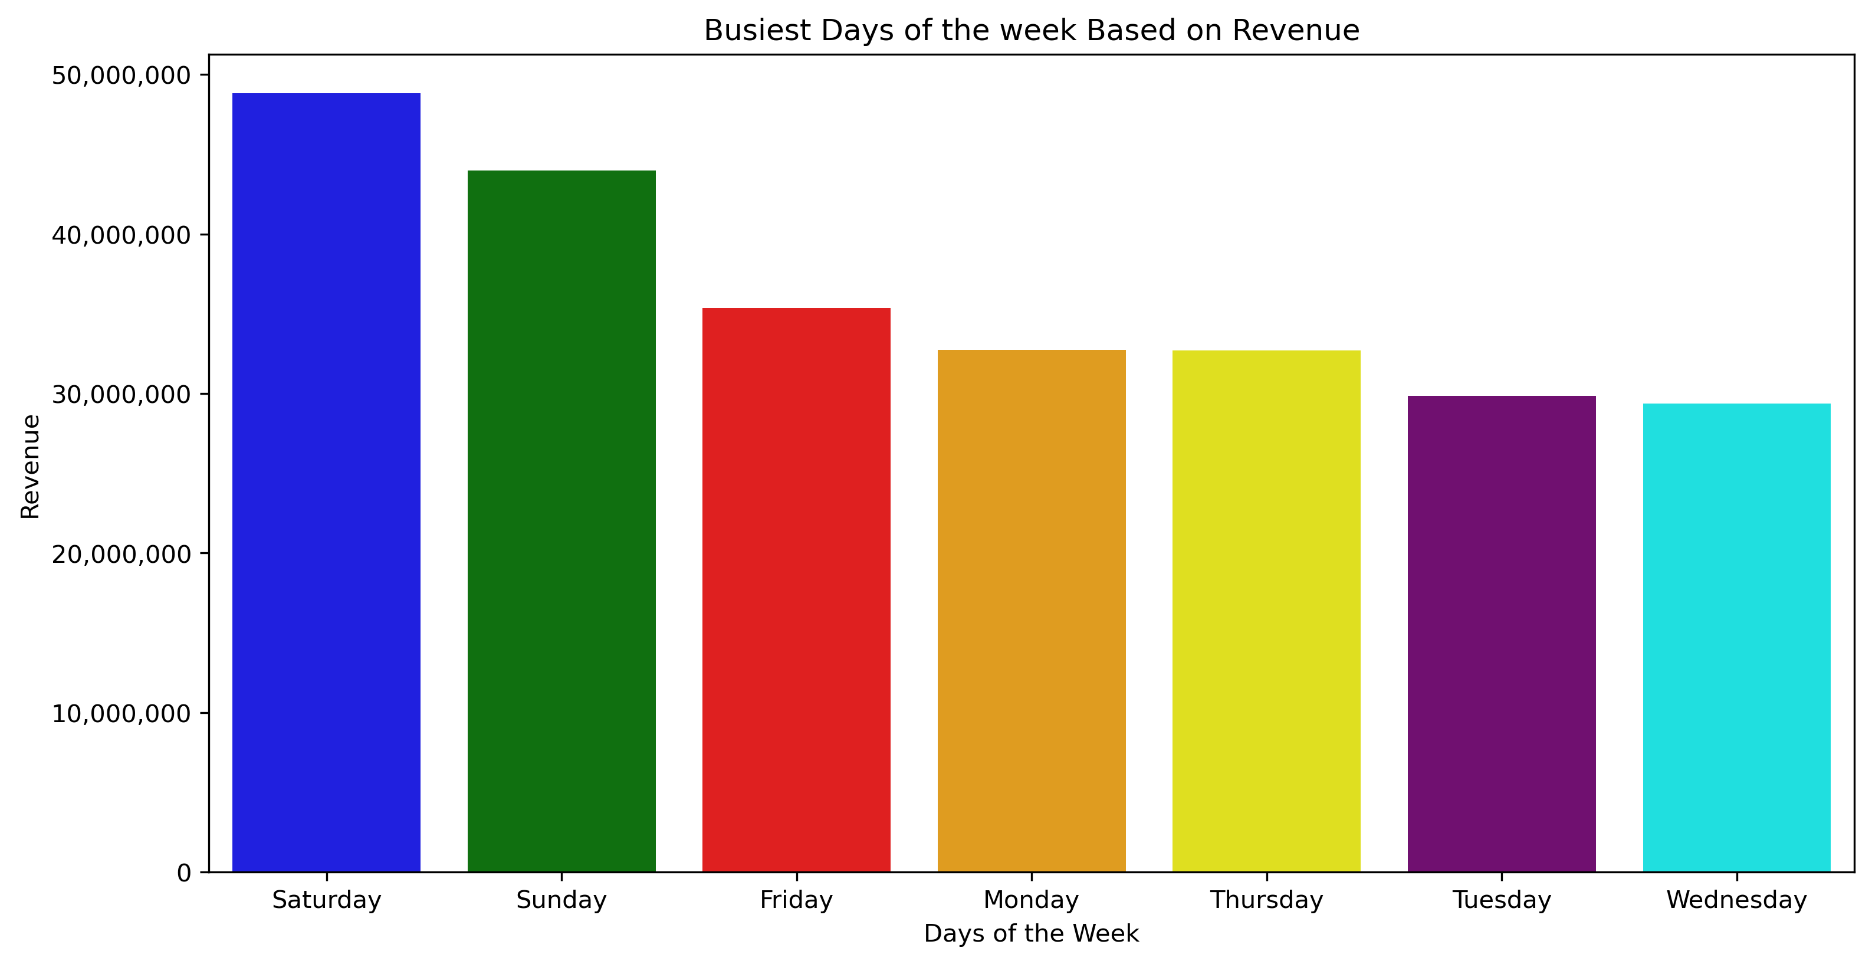 Busiest Days of the week Based on Revenue
50,000,000
40,000,000
30,000,000
20,000,000
10,000,000
0
Revenue
Saturday Sunday Friday Monday Thursday Tuesday Wednesday
Days of the Week